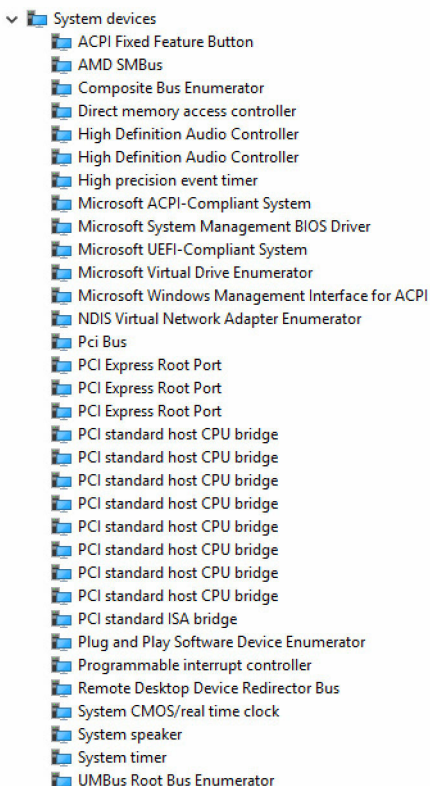 System devices
ACPI Fixed Feature Button
AMD SMBus
Composite Bus Enumerator
Direct memory access controller
High Definition Audio Controller
High Definition Audio Controller
High precision event timer
Microsoft ACPI-Compliant System
Microsoft System Management BIOS Driver
Microsoft UEFI-Compliant System
Microsoft Virtual Drive Enumerator
Microsoft Windows Management Interface for ACPI
NDIS Virtual Network Adapter Enumerator
Pci Bus
PCI Express Root Port
PCI Express Root Port
PCI Express Root Port
PCI standard host CPU bridge
PCI standard host CPU bridge
PCI standard host CPU bridge
PCI standard host CPU bridge
PCI standard host CPU bridge
PCI standard host CPU bridge
PCI standard host CPU bridge
PCI standard host CPU bridge
PCI standard ISA bridge
Plug and Play Software Device Enumerator
Programmable interrupt controller
Remote Desktop Device Redirector Bus
System CMOS/real time clock
System speaker
System timer
UMBus Root Bus Enumerator